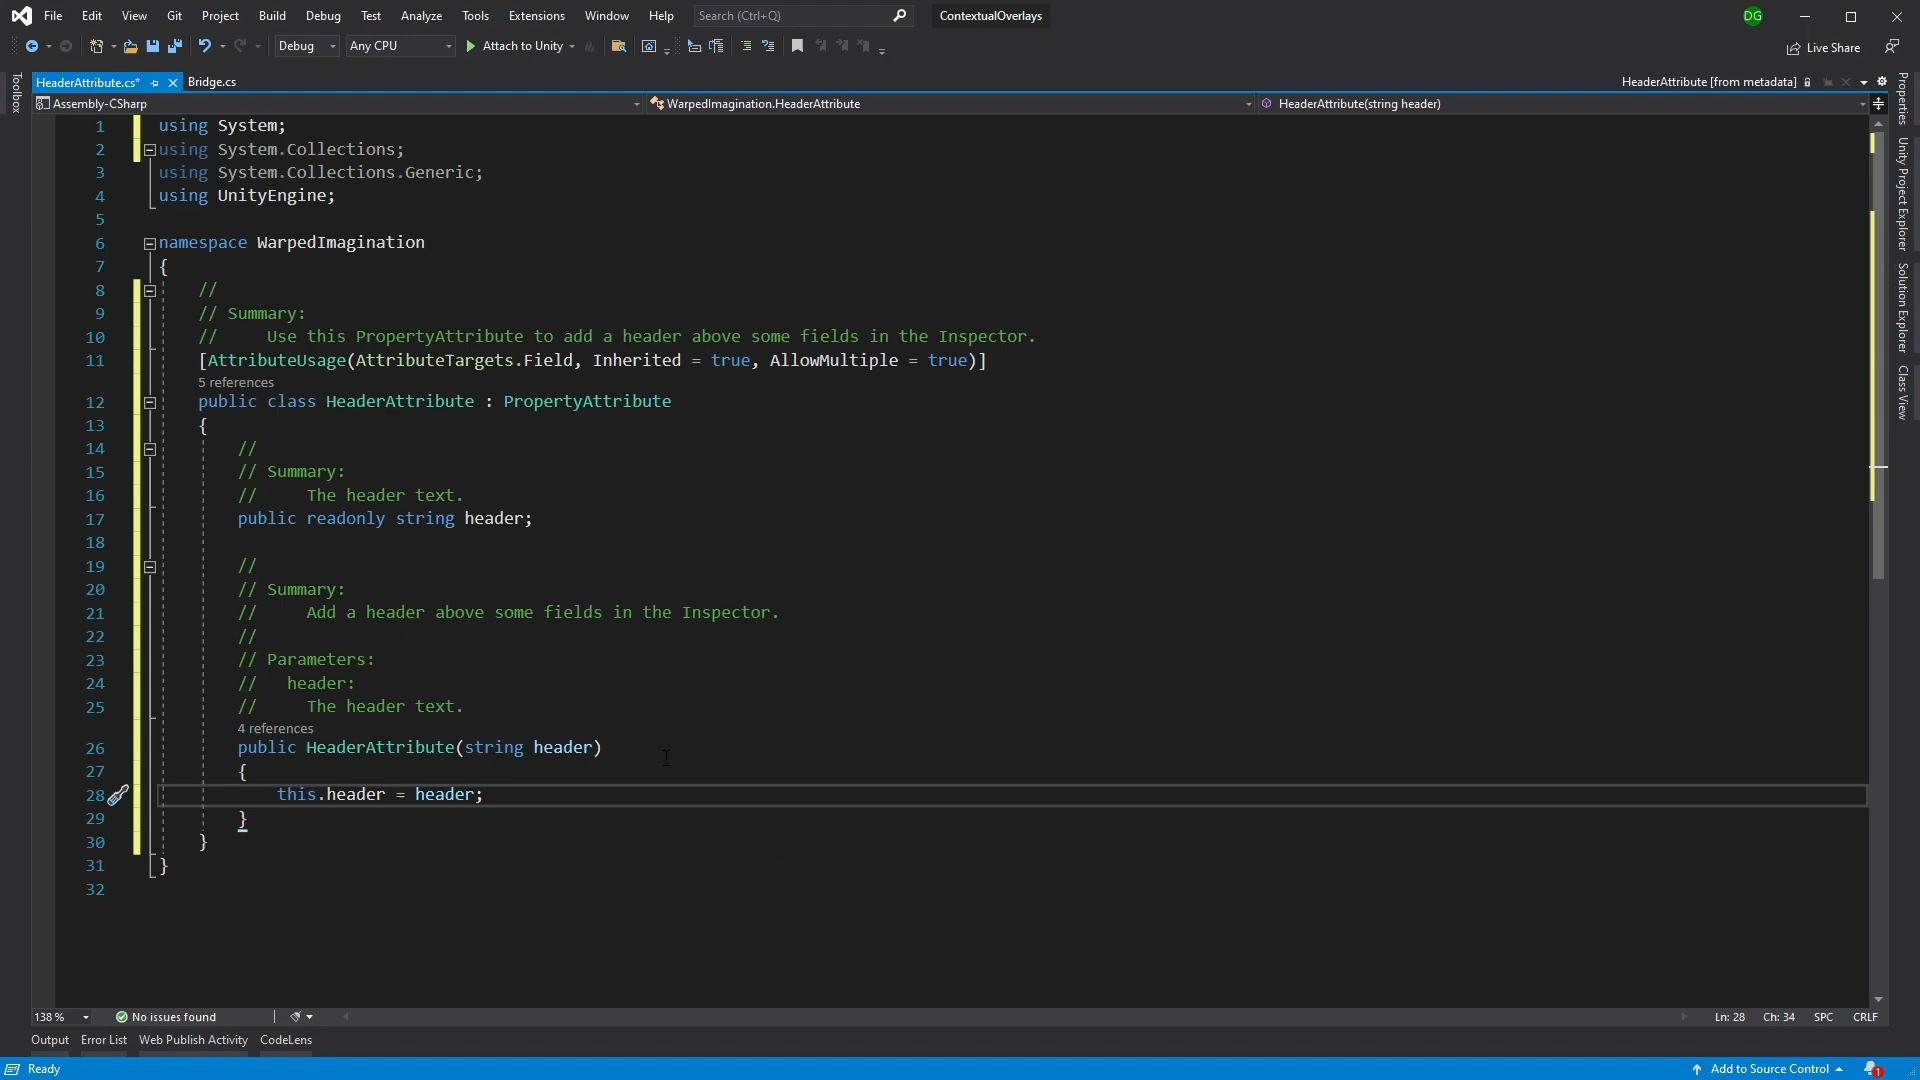 File Edit View Git Project Build Debug Test Analyze Tools Extensions Window Help Search (Ctrl+Q) ContextualOverlays DG
Debug Any CPU Attach to Unity Live Share
HeaderAttribute.cs* Bridge.cs HeaderAttribute [from metadata]
Assembly-CSharp WarpedImagination.HeaderAttribute HeaderAttribute(string header)
Toolbox
Properties
Unity Project Explorer
Solution Explorer
Class View
1 using System;
2 using System.Collections;
3 using System.Collections.Generic;
4 using UnityEngine;
5
6 namespace WarpedImagination
7 {
8 //
9 // Summary:
10 //     Use this PropertyAttribute to add a header above some fields in the Inspector.
11 [AttributeUsage(AttributeTargets.Field, Inherited = true, AllowMultiple = true)]
5 references
12 public class HeaderAttribute : PropertyAttribute
13 {
14 //
15 // Summary:
16 //     The header text.
17 public readonly string header;
18
19 //
20 // Summary:
21 //     Add a header above some fields in the Inspector.
22 //
23 // Parameters:
24 //   header:
25 //     The header text.
4 references
26 public HeaderAttribute(string header)
27 {
28 this.header = header;
29 }
30 }
31 }
32
138 % No issues found Ln: 28 Ch: 34 SPC CRLF
Output Error List Web Publish Activity CodeLens
Ready Add to Source Control 1